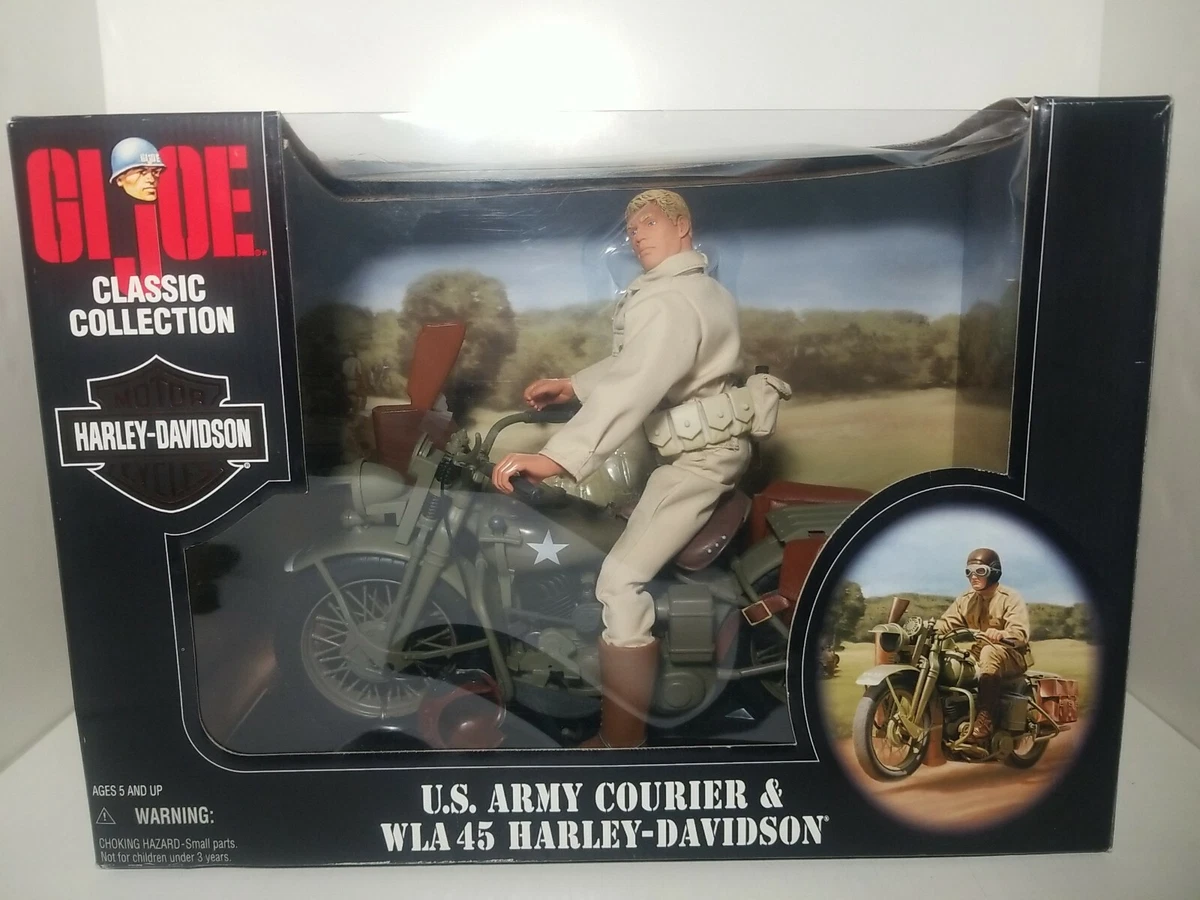 GI JOE
CLASSIC
COLLECTION
MOTOR
HARLEY-DAVIDSON
CYCLES
AGES 5 AND UP
WARNING:
CHOKING HAZARD-Small parts.
Not for children under 3 years.
U.S. ARMY COURIER &
WLA 45 HARLEY-DAVIDSON®